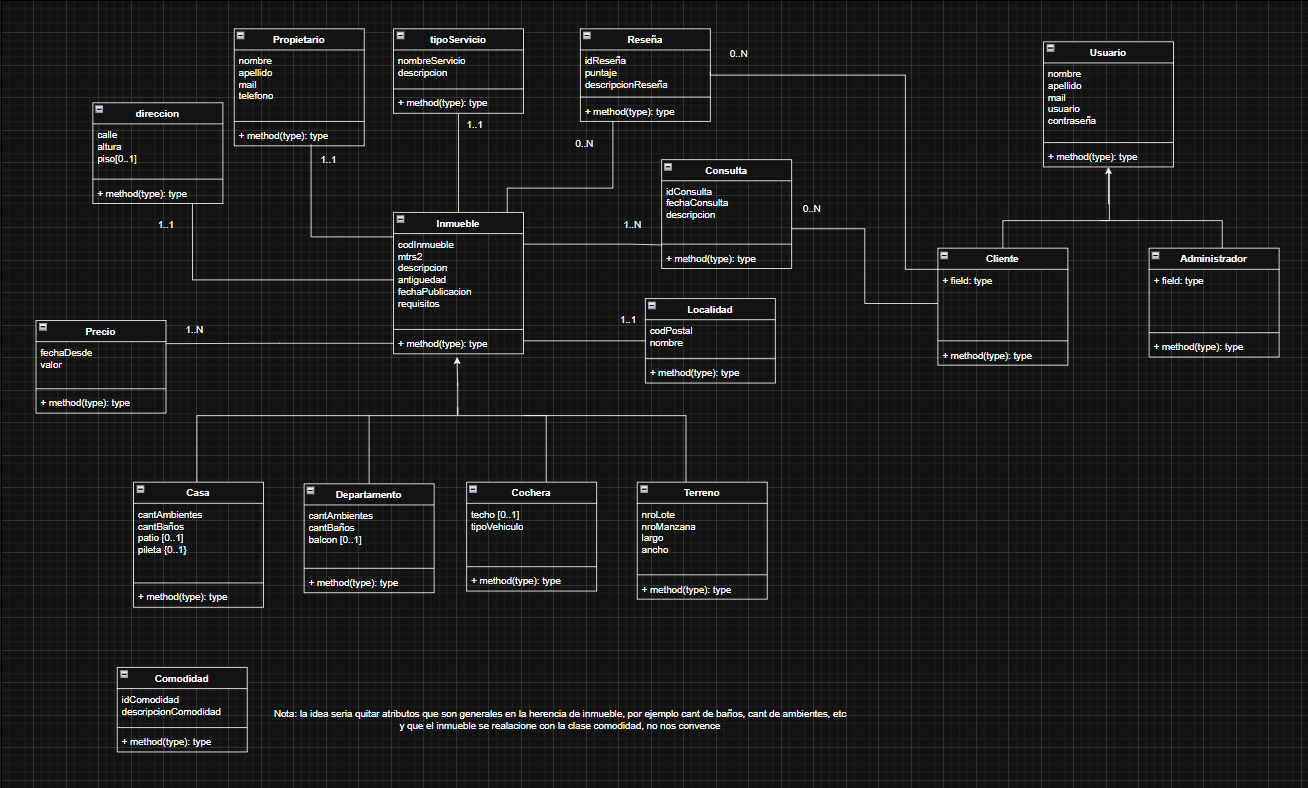 Propietario
nombre
apellido
mail
telefono
+ method(type): type
tipoServicio
nombreServicio
descripcion
+ method(type): type
Reseña
idReseña
puntaje
descripcionReseña
+ method(type): type
0..N
Usuario
nombre
apellido
mail
usuario
contraseña
+ method(type): type
direccion
calle
altura
piso[0..1]
+ method(type): type
1..1
1..1
0..N
1..1
Consulta
idConsulta
fechaConsulta
descripcion
+ method(type): type
1..N
0..N
Inmueble
codInmueble
mtrs2
descripcion
antiguedad
fechaPublicacion
requisitos
+ method(type): type
Cliente
+ field: type
+ method(type): type
Administrador
+ field: type
+ method(type): type
Localidad
codPostal
nombre
+ method(type): type
1..1
Precio
fechaDesde
valor
+ method(type): type
1..N
Casa
cantAmbientes
cantBaños
patio [0..1]
pileta {0..1}
+ method(type): type
Departamento
cantAmbientes
cantBaños
balcon [0..1]
+ method(type): type
Cochera
techo [0..1]
tipoVehiculo
+ method(type): type
Terreno
nroLote
nroManzana
largo
ancho
+ method(type): type
Comodidad
idComodidad
descripcionComodidad
+ method(type): type
Nota: la idea seria quitar atributos que son generales en la herencia de inmueble, por ejemplo cant de baños, cant de ambientes, etc
y que el inmueble se realacione con la clase comodidad, no nos convence